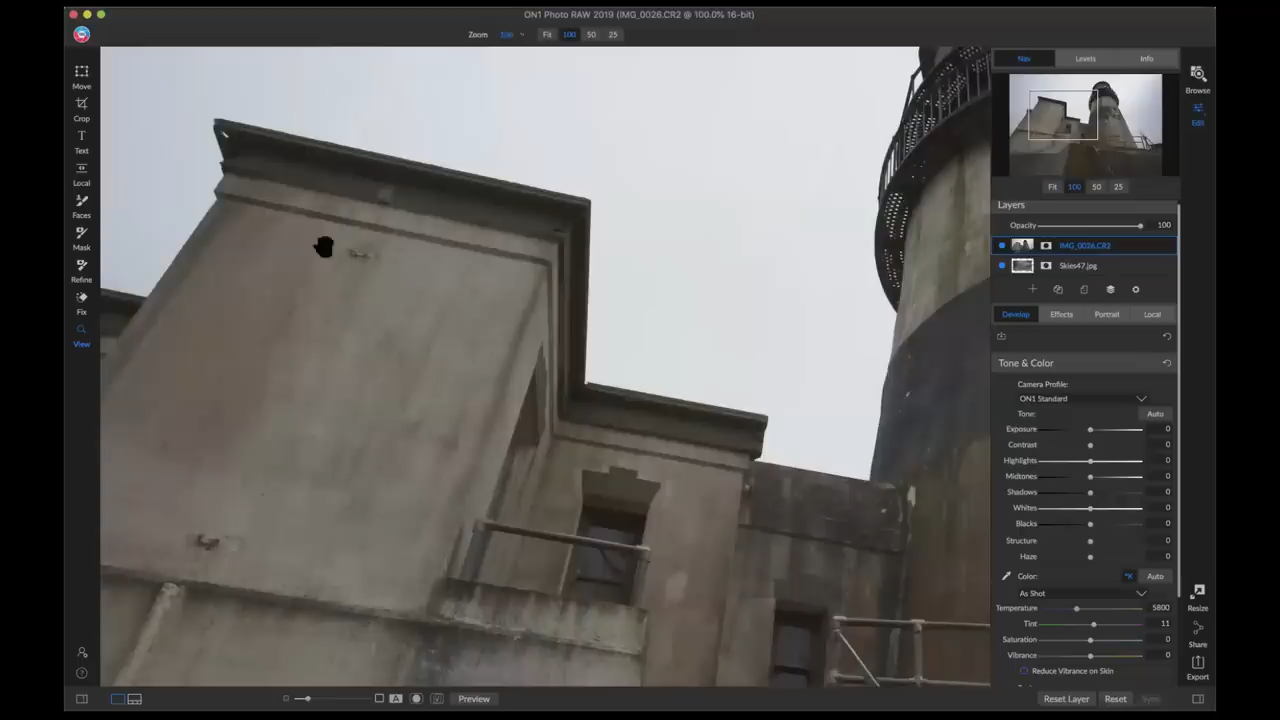 ON1 Photo RAW 2019 (IMG_0026.CR2 @ 100.0% 16-bit)
Zoom 100 Fit 100 50 25
Move
Crop
Text
Local
Faces
Mask
Refine
Fix
View
A
Preview
Nav Levels Info
Fit 100 50 25
Layers
Opacity 100
IMG_0026.CR2
Skies47.jpg
Develop Effects Portrait Local
Tone & Color
Camera Profile:
ON1 Standard
Tone: Auto
Exposure 0
Contrast 0
Highlights 0
Midtones 0
Shadows 0
Whites 0
Blacks 0
Structure 0
Haze 0
Color: °K Auto
As Shot
Temperature 5800
Tint 11
Saturation 0
Vibrance 0
Reduce Vibrance on Skin
Reset Layer Reset Sync
Browse
Edit
Resize
Share
Export